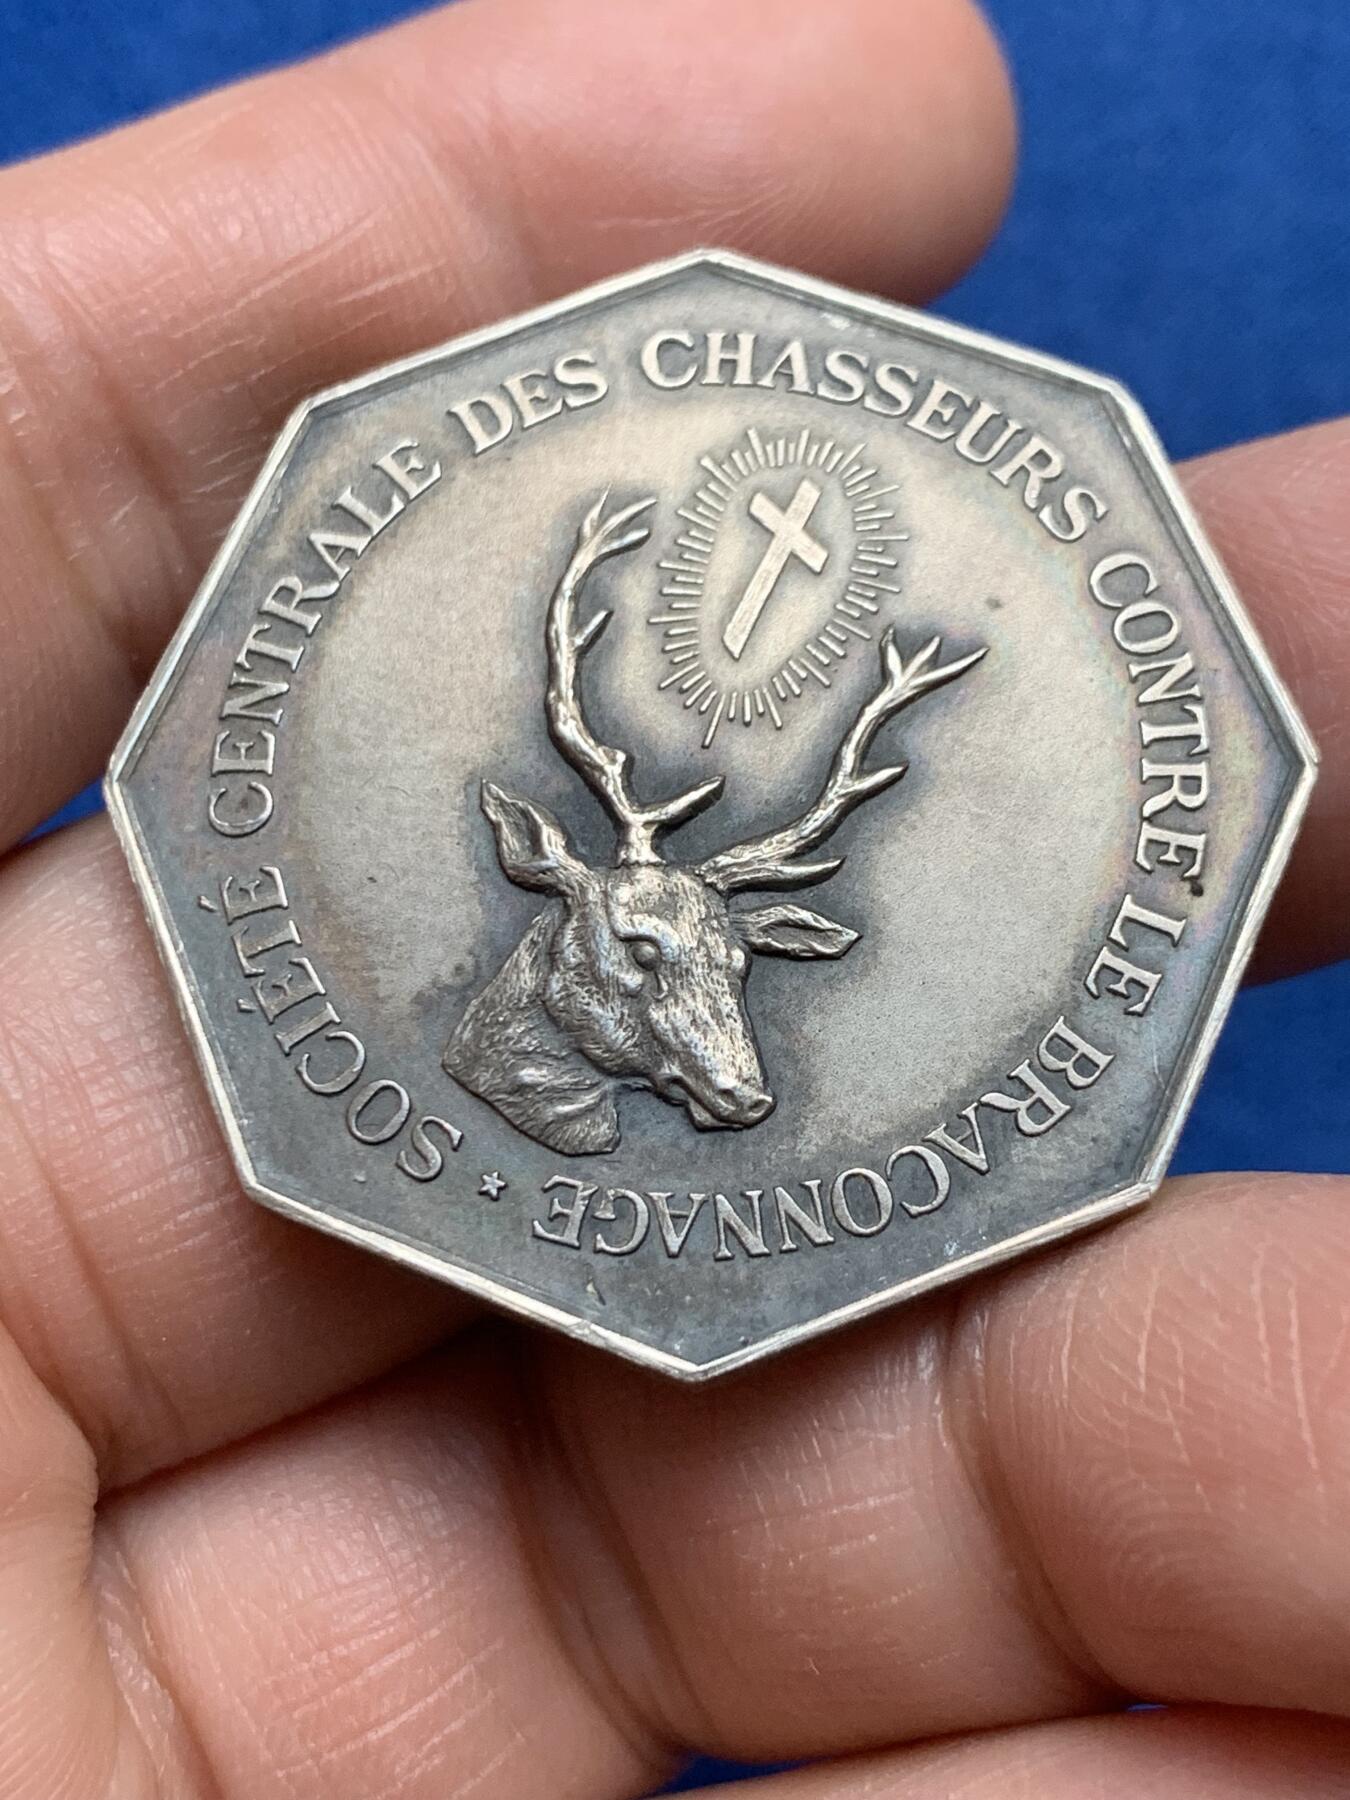 SOCIÉTÉ CENTRALE DES CHASSEURS CONTRE LE BRACONNAGE *